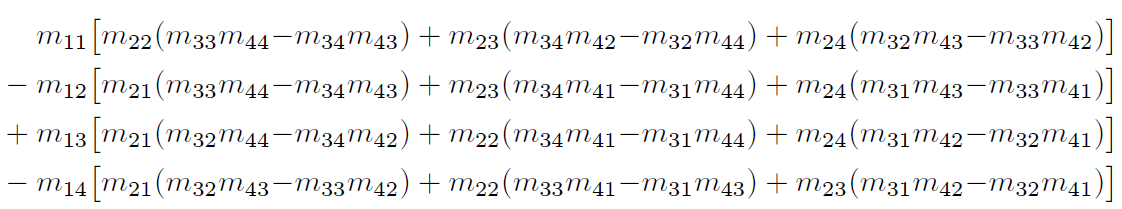 m₁₁[m₂₂(m₃₃m₄₄−m₃₄m₄₃) + m₂₃(m₃₄m₄₂−m₃₂m₄₄) + m₂₄(m₃₂m₄₃−m₃₃m₄₂)]
− m₁₂[m₂₁(m₃₃m₄₄−m₃₄m₄₃) + m₂₃(m₃₄m₄₁−m₃₁m₄₄) + m₂₄(m₃₁m₄₃−m₃₃m₄₁)]
+ m₁₃[m₂₁(m₃₂m₄₄−m₃₄m₄₂) + m₂₂(m₃₄m₄₁−m₃₁m₄₄) + m₂₄(m₃₁m₄₂−m₃₂m₄₁)]
− m₁₄[m₂₁(m₃₂m₄₃−m₃₃m₄₂) + m₂₂(m₃₃m₄₁−m₃₁m₄₃) + m₂₃(m₃₁m₄₂−m₃₂m₄₁)]